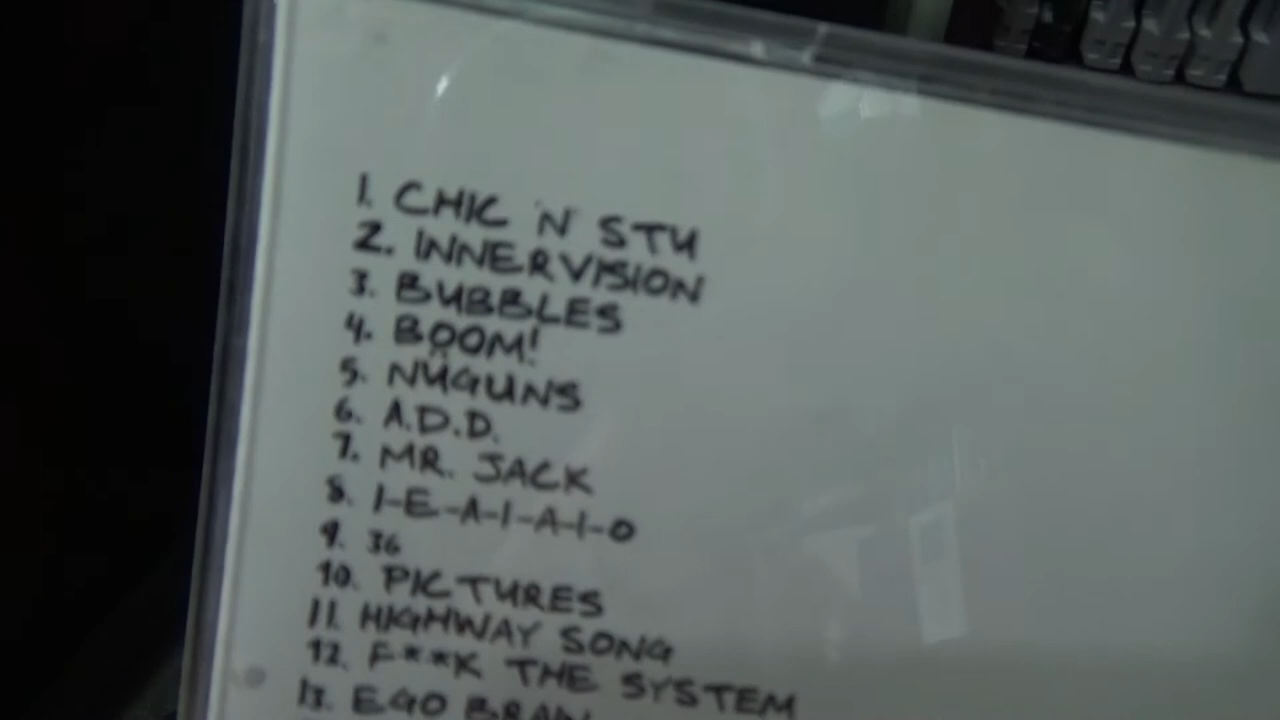 1. CHIC 'N' STU
2. INNERVISION
3. BUBBLES
4. BOOM!
5. NÜGUNS
6. A.D.D.
7. MR. JACK
8. I-E-A-I-A-I-O
9. 36
10. PICTURES
11. HIGHWAY SONG
12. F**K THE SYSTEM
13. EGO BRAIN